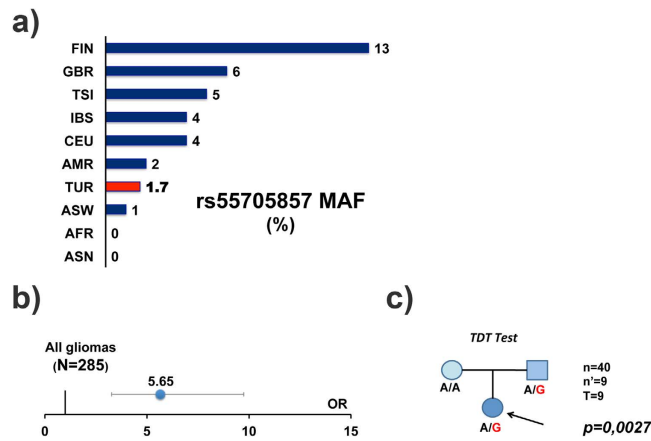 a)
FIN 13
GBR 6
TSI 5
IBS 4
CEU 4
AMR 2
TUR 1.7
ASW 1
AFR 0
ASN 0
rs55705857 MAF
(%)
b)
All gliomas
(N=285)
5.65
OR
0 5 10 15
c)
TDT Test
A/A A/G
A/G
n=40
n'=9
T=9
p=0,0027